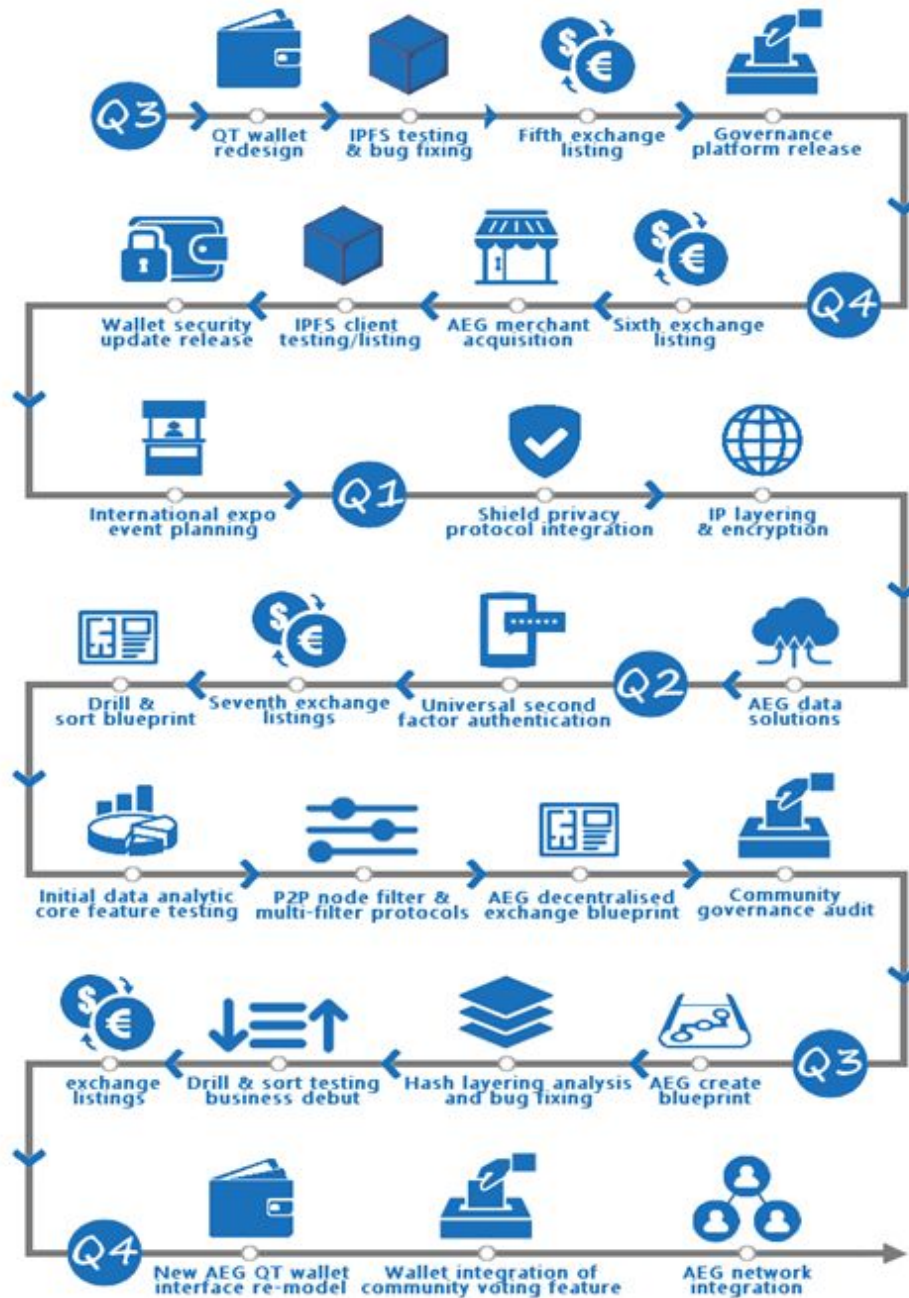 Q3
QT wallet
redesign
IPFS testing
& bug fixing
Fifth exchange
listing
Governance
platform release
$
€
Q4
Sixth exchange
listing
AEG merchant
acquisition
IPFS client
testing/listing
Wallet security
update release
$
€
International expo
event planning
Q1
Shield privacy
protocol integration
IP layering
& encryption
AEG data
solutions
Q2
Universal second
factor authentication
Seventh exchange
listings
Drill &
sort blueprint
$
€
Initial data analytic
core feature testing
P2P node filter &
multi-filter protocols
AEG decentralised
exchange blueprint
Community
governance audit
Q3
AEG create
blueprint
Hash layering analysis
and bug fixing
Drill & sort testing
business debut
exchange
listings
$
€
Q4
New AEG QT wallet
interface re-model
Wallet integration of
community voting feature
AEG network
integration